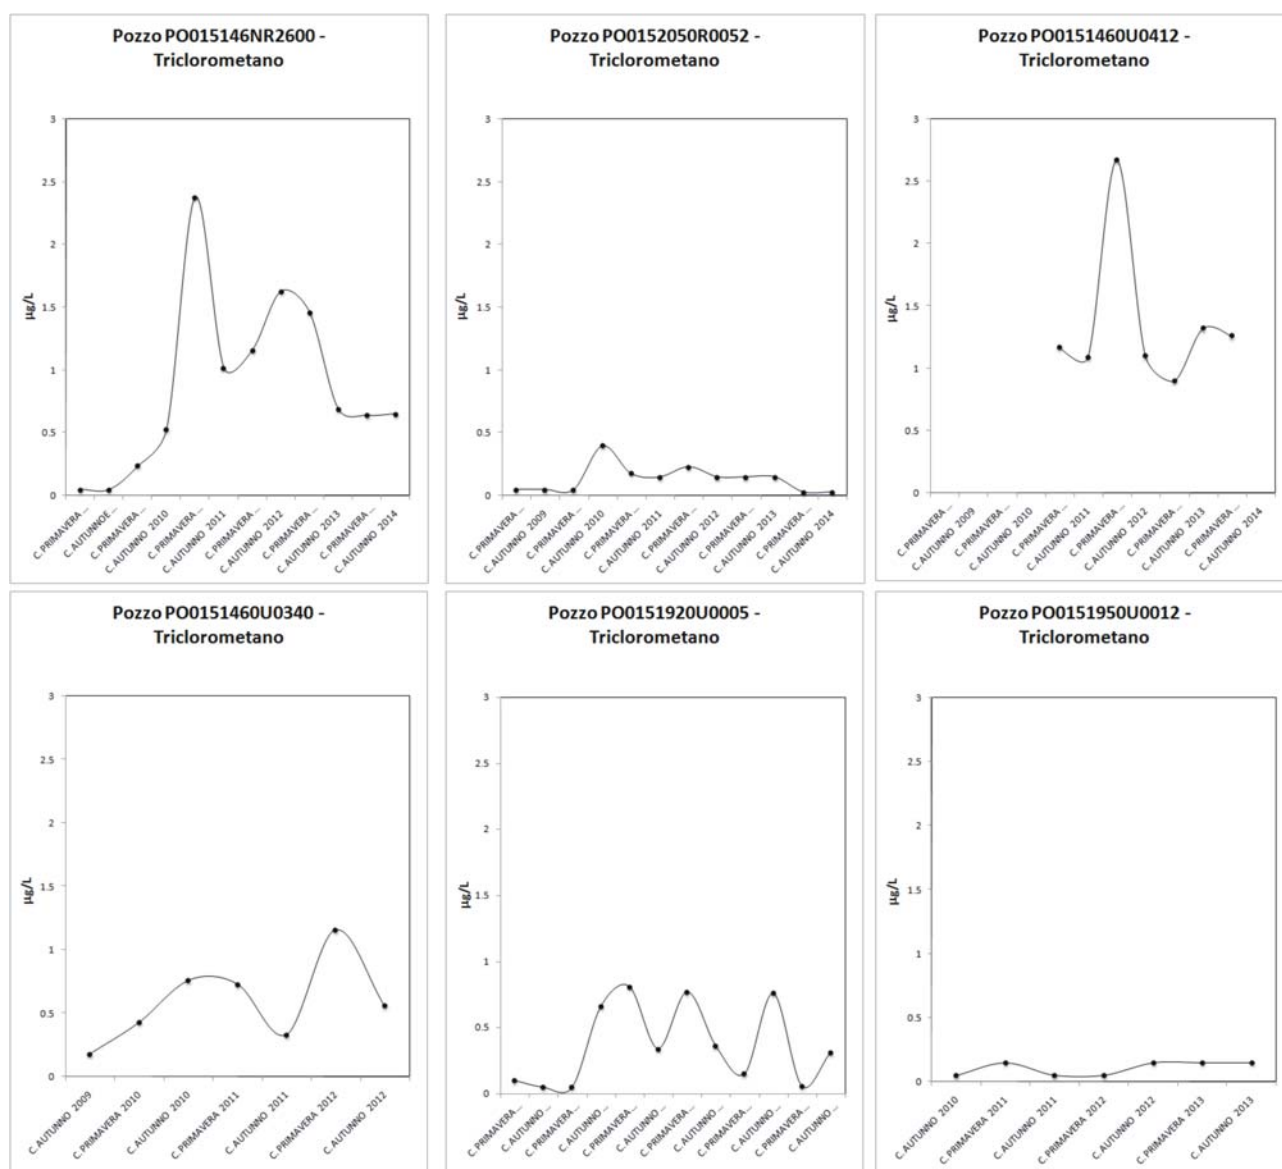 Pozzo PO015146NR2600 -
Triclorometano
3
2.5
2
1.5
1
0.5
0
µg/L
C. PRIMAVERA...
C. AUTUNNOE...
C. PRIMAVERA...
C. AUTUNNO 2010
C. PRIMAVERA...
C. AUTUNNO 2011
C. PRIMAVERA...
C. AUTUNNO 2012
C. PRIMAVERA...
C. AUTUNNO 2013
C. PRIMAVERA...
C. AUTUNNO 2014
Pozzo PO0152050R0052 -
Triclorometano
3
2.5
2
1.5
1
0.5
0
µg/L
C. PRIMAVERA...
C. AUTUNNO 2009
C. PRIMAVERA...
C. AUTUNNO 2010
C. PRIMAVERA...
C. AUTUNNO 2011
C. PRIMAVERA...
C. AUTUNNO 2012
C. PRIMAVERA...
C. AUTUNNO 2013
C. PRIMAVERA...
C. AUTUNNO 2014
Pozzo PO0151460U0412 -
Triclorometano
3
2.5
2
1.5
1
0.5
0
µg/L
C. PRIMAVERA...
C. AUTUNNO 2009
C. PRIMAVERA...
C. AUTUNNO 2010
C. PRIMAVERA...
C. AUTUNNO 2011
C. PRIMAVERA...
C. AUTUNNO 2012
C. PRIMAVERA...
C. AUTUNNO 2013
C. PRIMAVERA...
C. AUTUNNO 2014
Pozzo PO0151460U0340 -
Triclorometano
3
2.5
2
1.5
1
0.5
0
µg/L
C. AUTUNNO 2009
C. PRIMAVERA 2010
C. AUTUNNO 2010
C. PRIMAVERA 2011
C. AUTUNNO 2011
C. PRIMAVERA 2012
C. AUTUNNO 2012
Pozzo PO0151920U0005 -
Triclorometano
3
2.5
2
1.5
1
0.5
0
µg/L
C. PRIMAVERA...
C. AUTUNNO...
C. PRIMAVERA...
C. AUTUNNO...
C. PRIMAVERA...
C. AUTUNNO...
C. PRIMAVERA...
C. AUTUNNO...
C. PRIMAVERA...
C. AUTUNNO...
C. PRIMAVERA...
C. AUTUNNO...
Pozzo PO0151950U0012 -
Triclorometano
3
2.5
2
1.5
1
0.5
0
µg/L
C. AUTUNNO 2010
C. PRIMAVERA 2011
C. AUTUNNO 2011
C. PRIMAVERA 2012
C. AUTUNNO 2012
C. PRIMAVERA 2013
C. AUTUNNO 2013